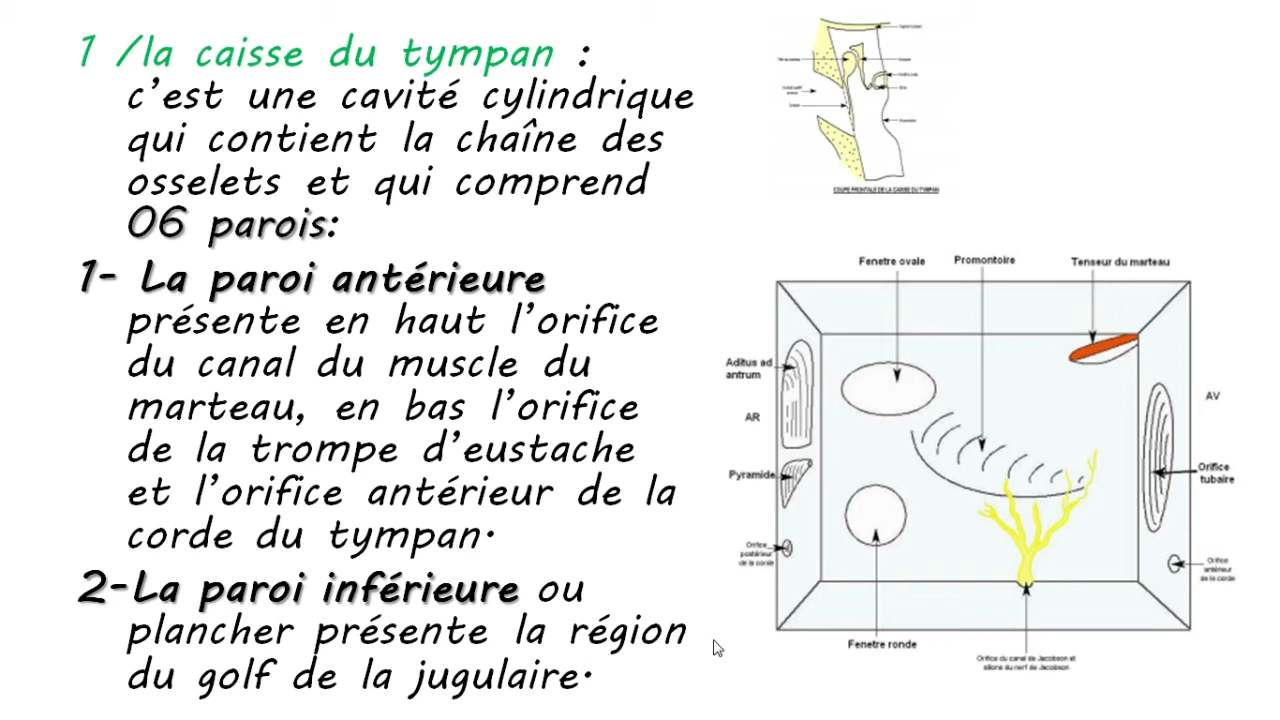 1 /la caisse du tympan :
c’est une cavité cylindrique
qui contient la chaîne des
osselets et qui comprend
06 parois:
1- La paroi antérieure
présente en haut l’orifice
du canal du muscle du
marteau, en bas l’orifice
de la trompe d’eustache
et l’orifice antérieur de la
corde du tympan.
2-La paroi inférieure ou
plancher présente la région
du golf de la jugulaire.
COUPE FRONTALE DE LA CAISSE DU TYMPAN
Fenetre ovale
Promontoire
Tenseur du marteau
Aditus ad
antrum
AR
AV
Pyramide
Orifice
tubaire
Orifice
postérieur
de la corde
Orifice
antérieur
de la corde
Fenetre ronde
Orifice du canal de Jacobson et
sillons du nerf de Jacobson